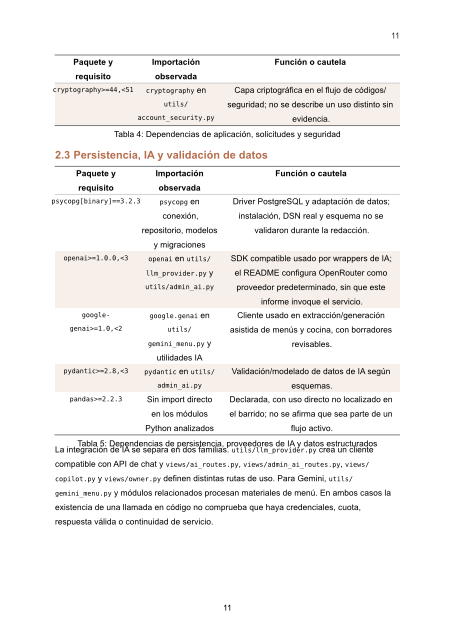 11
Paquete y requisito | Importación observada | Función o cautela
cryptography>=44,<51 | cryptography en utils/account_security.py | Capa criptográfica en el flujo de códigos/seguridad; no se describe un uso distinto sin evidencia.
Tabla 4: Dependencias de aplicación, solicitudes y seguridad
2.3 Persistencia, IA y validación de datos
Paquete y requisito | Importación observada | Función o cautela
psycopg[binary]==3.2.3 | psycopg en conexión, repositorio, modelos y migraciones | Driver PostgreSQL y adaptación de datos; instalación, DSN real y esquema no se validaron durante la redacción.
openai>=1.0.0,<3 | openai en utils/llm_provider.py y utils/admin_ai.py | SDK compatible usado por wrappers de IA; el README configura OpenRouter como proveedor predeterminado, sin que este informe invoque el servicio.
google-genai>=1.0,<2 | google.genai en utils/gemini_menu.py y utilidades IA | Cliente usado en extracción/generación asistida de menús y cocina, con borradores revisables.
pydantic>=2.8,<3 | pydantic en utils/admin_ai.py | Validación/modelado de datos de IA según esquemas.
pandas>=2.2.3 | Sin import directo en los módulos Python analizados | Declarada, con uso directo no localizado en el barrido; no se afirma que sea parte de un flujo activo.
Tabla 5: Dependencias de persistencia, proveedores de IA y datos estructurados
La integración de IA se separa en dos familias. utils/llm_provider.py crea un cliente
compatible con API de chat y views/ai_routes.py, views/admin_ai_routes.py, views/
copilot.py y views/owner.py definen distintas rutas de uso. Para Gemini, utils/
gemini_menu.py y módulos relacionados procesan materiales de menú. En ambos casos la
existencia de una llamada en código no comprueba que haya credenciales, cuota,
respuesta válida o continuidad de servicio.
11